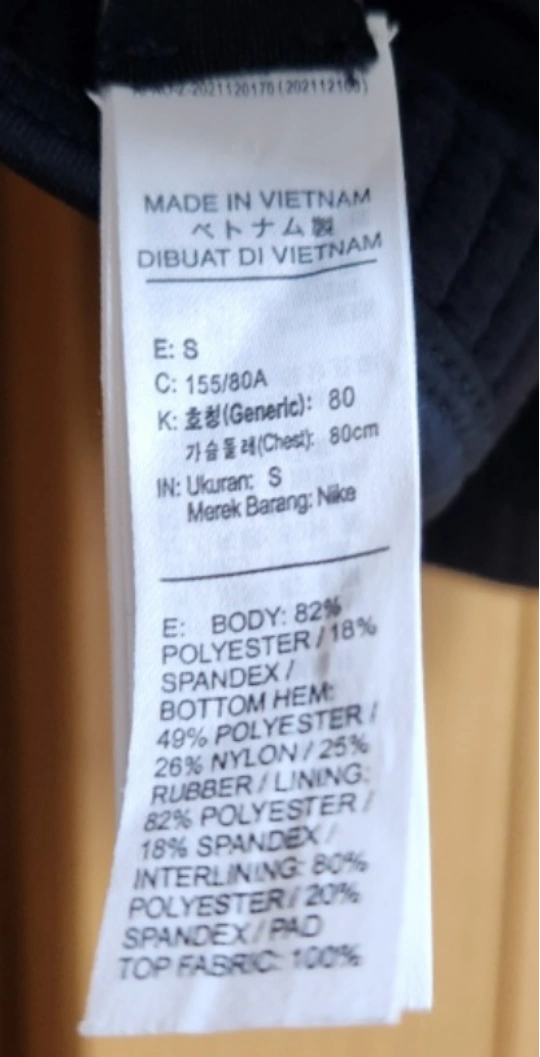 2021120170 (202112
MADE IN VIETNAM
ベトナム製
DIBUAT DI VIETNAM
E: S
C: 155/80A
K: 호칭(Generic): 80
가슴둘레(Chest): 80cm
IN: Ukuran: S
Merek Barang: Nike
E: BODY: 82%
POLYESTER / 18%
SPANDEX /
BOTTOM HEM:
49% POLYESTER /
26% NYLON / 25%
RUBBER / LINING:
82% POLYESTER /
18% SPANDEX /
INTERLINING: 80%
POLYESTER / 20%
SPANDEX / PAD
TOP FABRIC: 100%